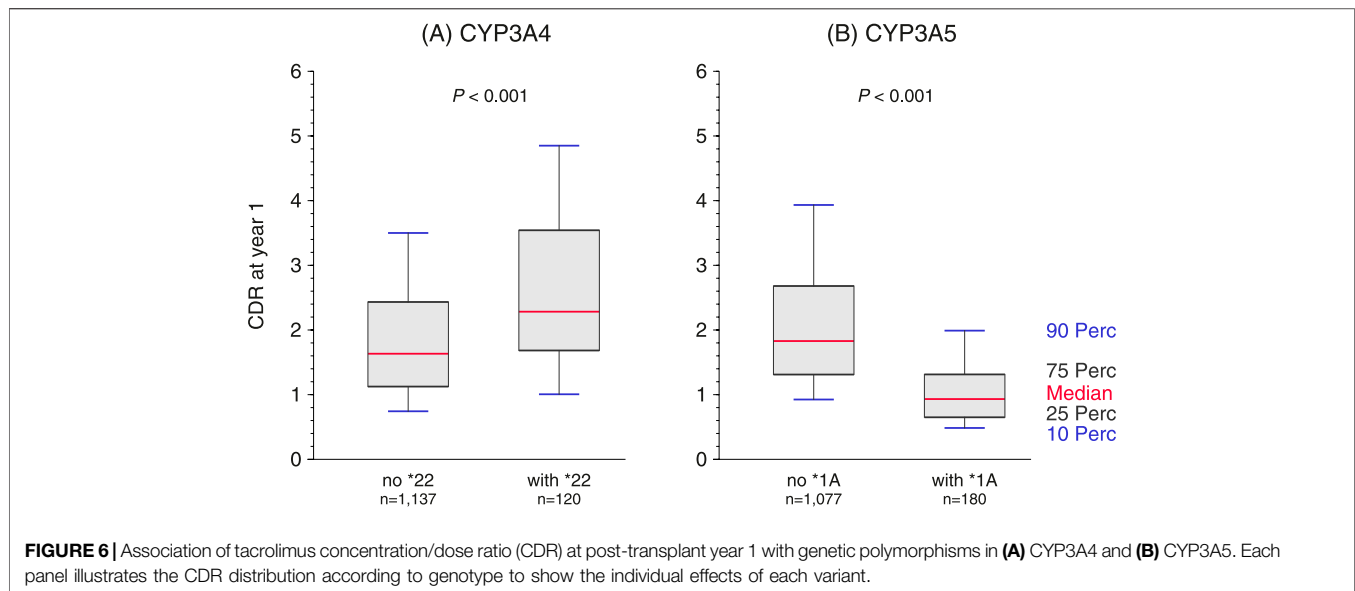 (A) CYP3A4
(B) CYP3A5
6
5
4
3
2
1
0
CDR at year 1
P < 0.001
no *22
n=1,137
with *22
n=120
6
5
4
3
2
1
0
P < 0.001
no *1A
n=1,077
with *1A
n=180
90 Perc
75 Perc
Median
25 Perc
10 Perc
FIGURE 6 | Association of tacrolimus concentration/dose ratio (CDR) at post-transplant year 1 with genetic polymorphisms in (A) CYP3A4 and (B) CYP3A5. Each
panel illustrates the CDR distribution according to genotype to show the individual effects of each variant.